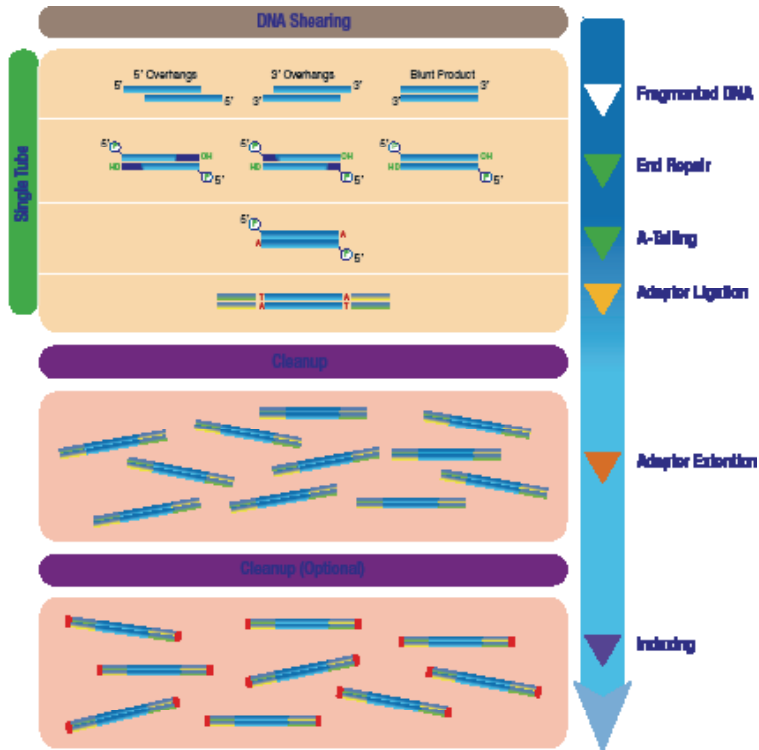 DNA Shearing
Single Tube
5' Overhangs
3' Overhangs
Blunt Product
5'
5'
3'
3'
3'
3'
Fragmented DNA
5'
P
OH
HO
P
5'
5'
P
OH
HO
P
5'
5'
P
OH
HO
P
5'
End Repair
5'
P
A
A
P
5'
A-Tailing
T
A
A
T
Adapter Ligation
Cleanup
Adapter Extention
Cleanup (Optional)
Indexing